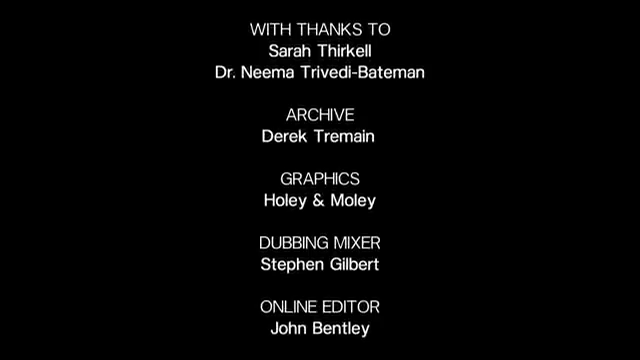 WITH THANKS TO
Sarah Thirkell
Dr. Neema Trivedi-Bateman
ARCHIVE
Derek Tremain
GRAPHICS
Holey & Moley
DUBBING MIXER
Stephen Gilbert
ONLINE EDITOR
John Bentley